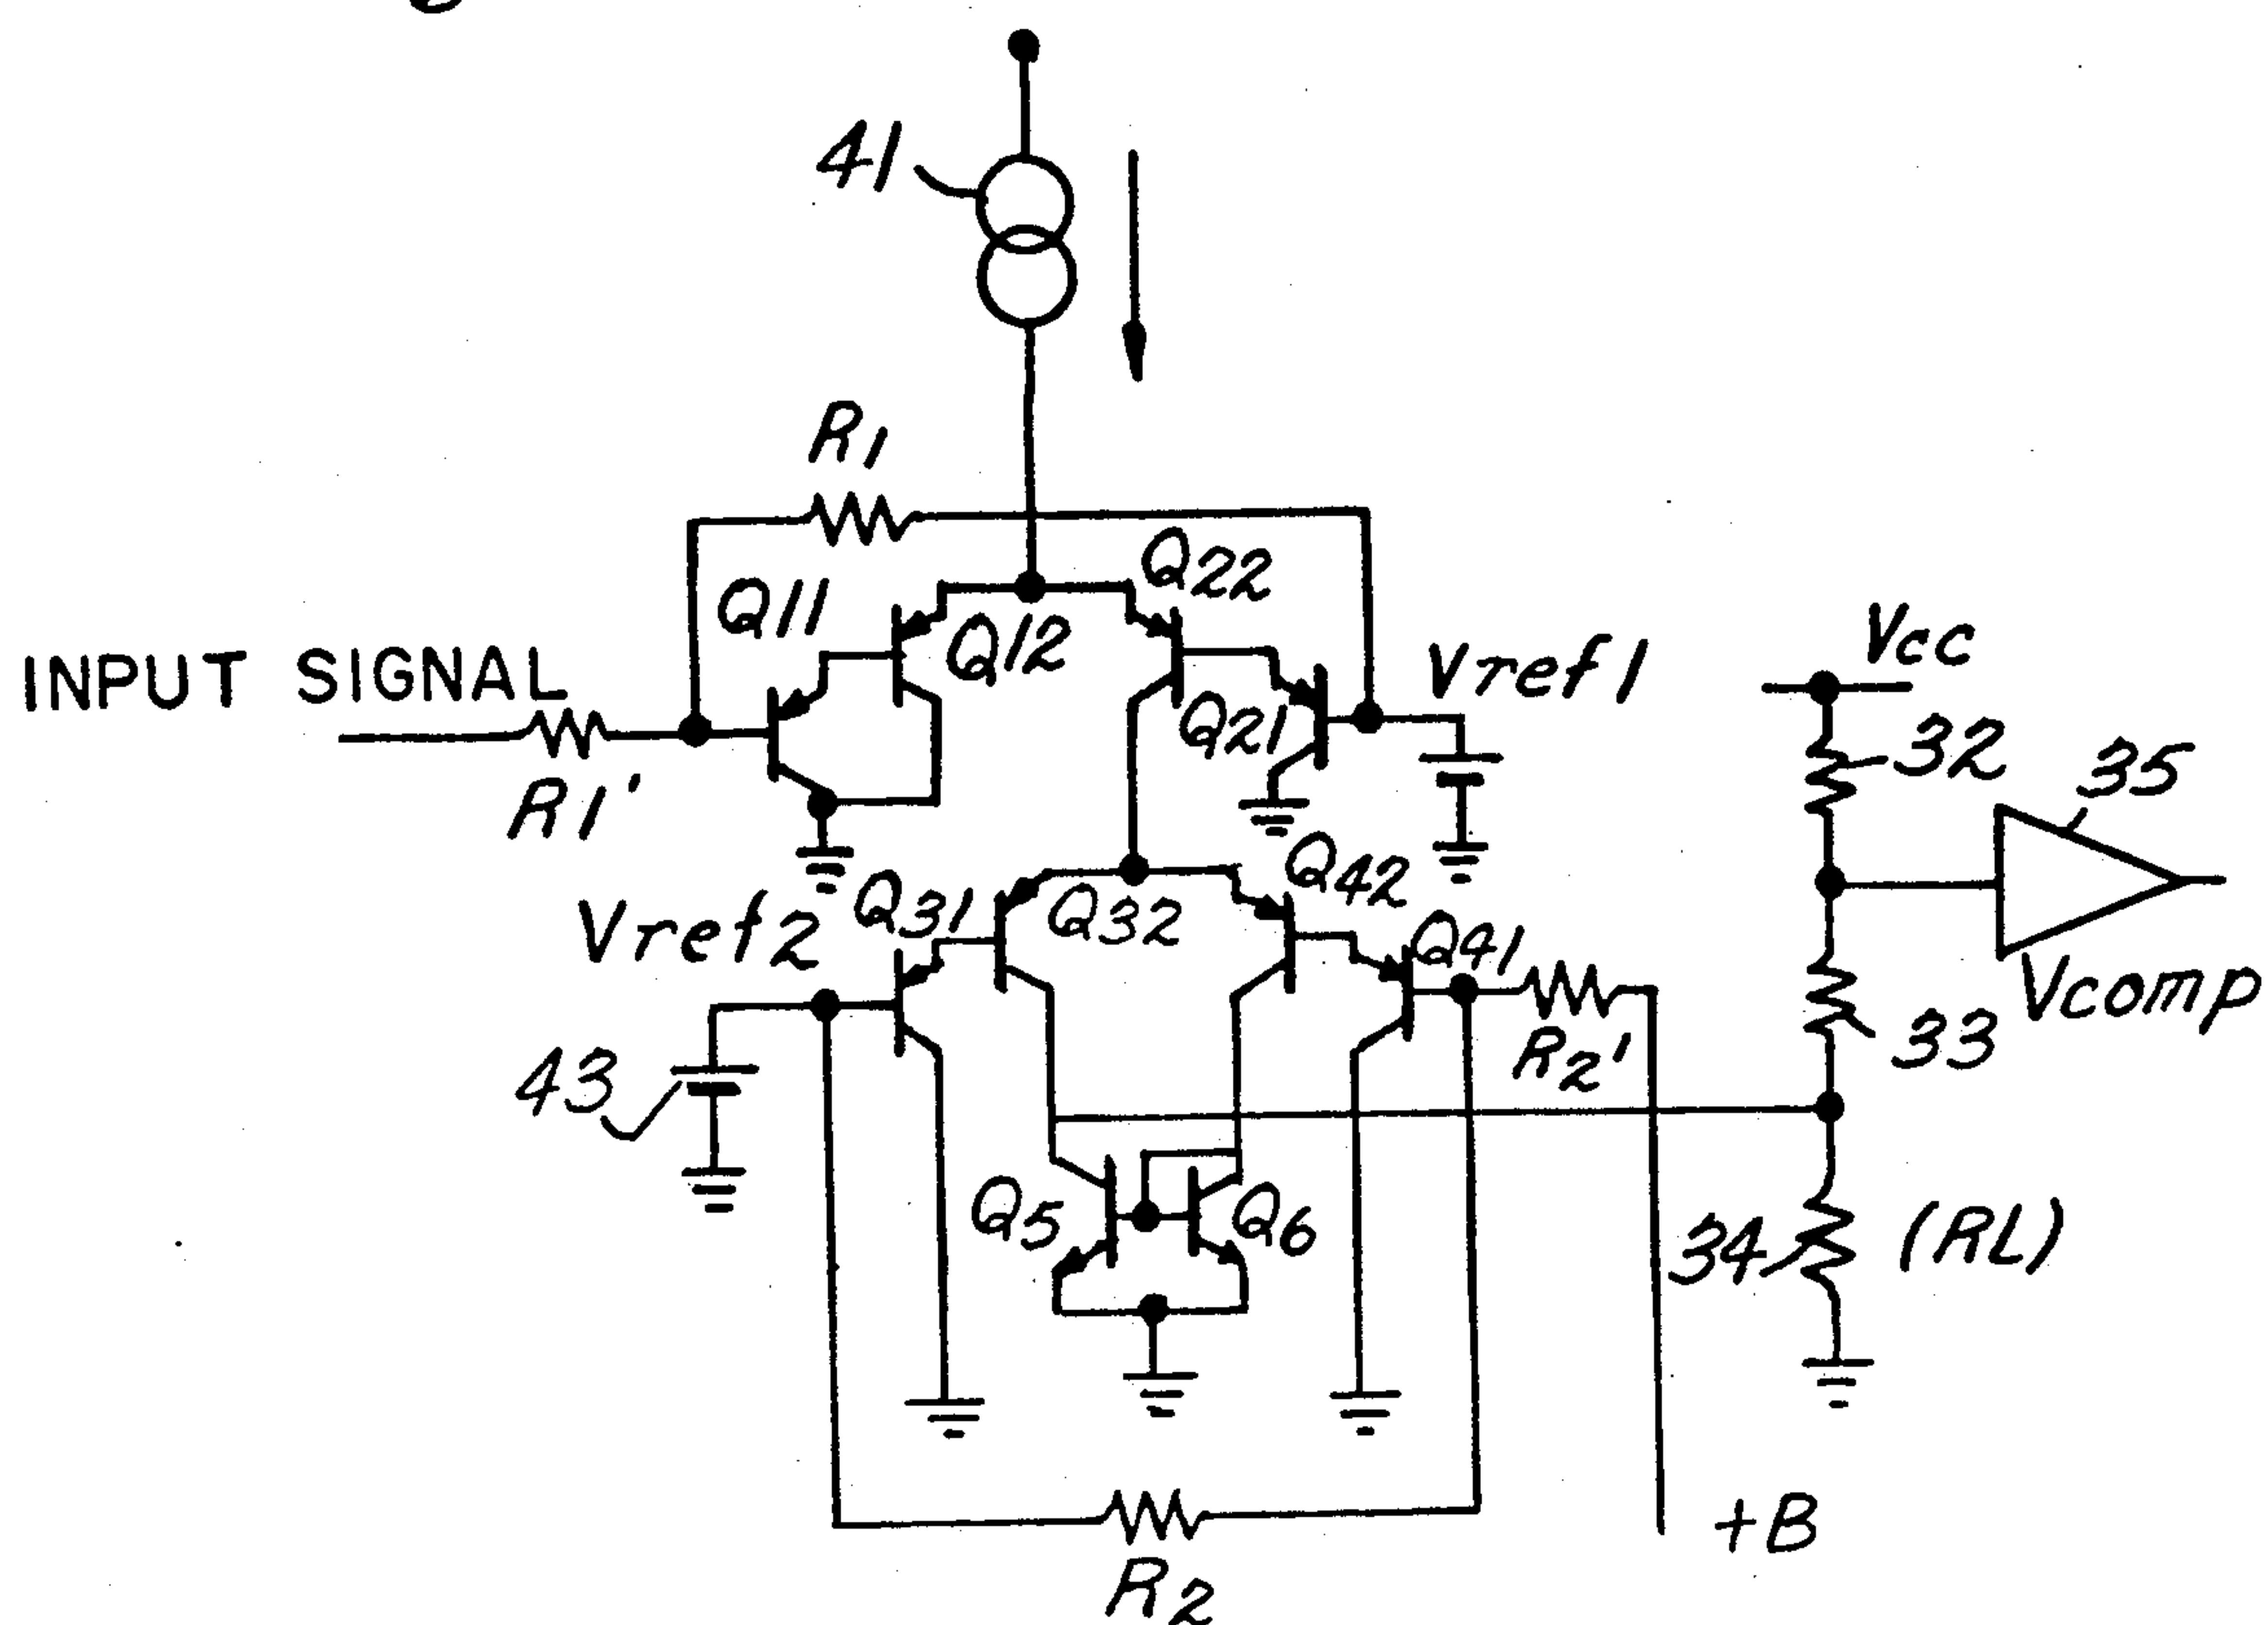 41
R1
Q11
Q12
Q22
INPUT SIGNAL
R1'
Q21
Vref1
Vcc
32
35
Vcomp
33
Vref2
Q31
Q32
Q42
Q41
R2'
43
Q5
Q6
34
(RL)
+B
R2